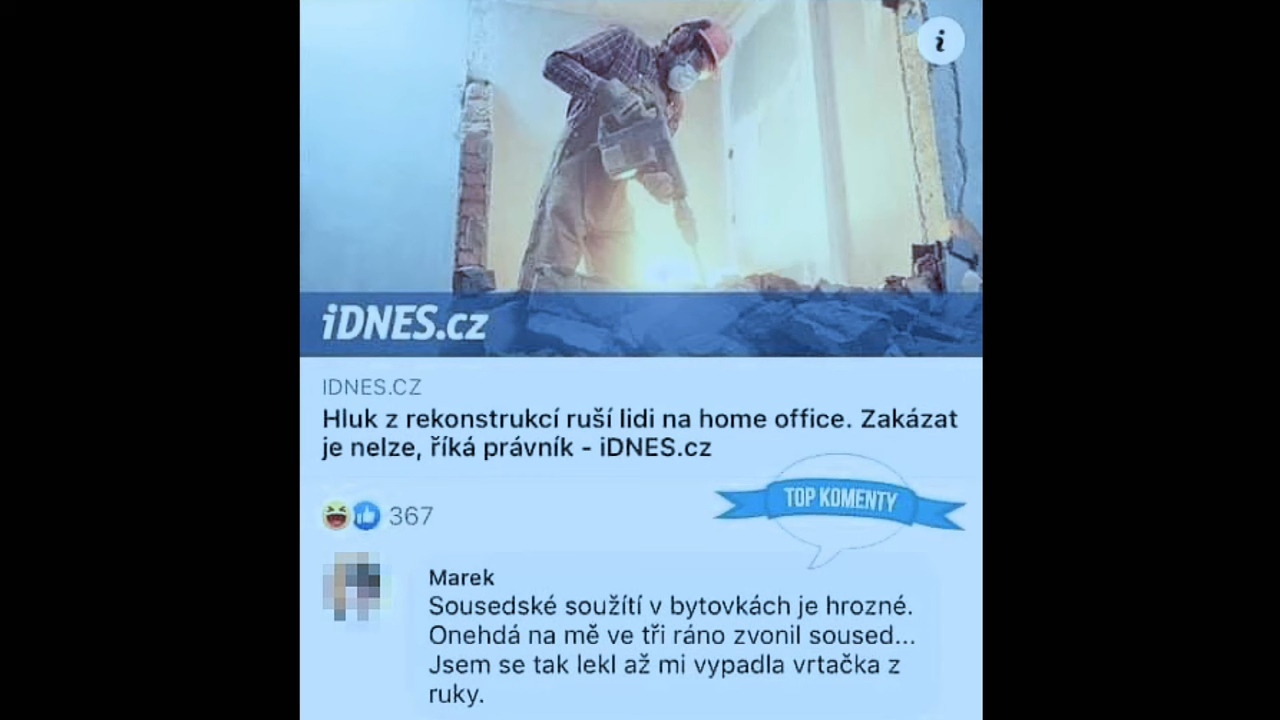 i
iDNES.cz
IDNES.CZ
Hluk z rekonstrukcí ruší lidi na home office. Zakázat
je nelze, říká právník - iDNES.cz
TOP KOMENTY
367
Marek
Sousedské soužítí v bytovkách je hrozné.
Onehdá na mě ve tři ráno zvonil soused...
Jsem se tak lekl až mi vypadla vrtačka z
ruky.